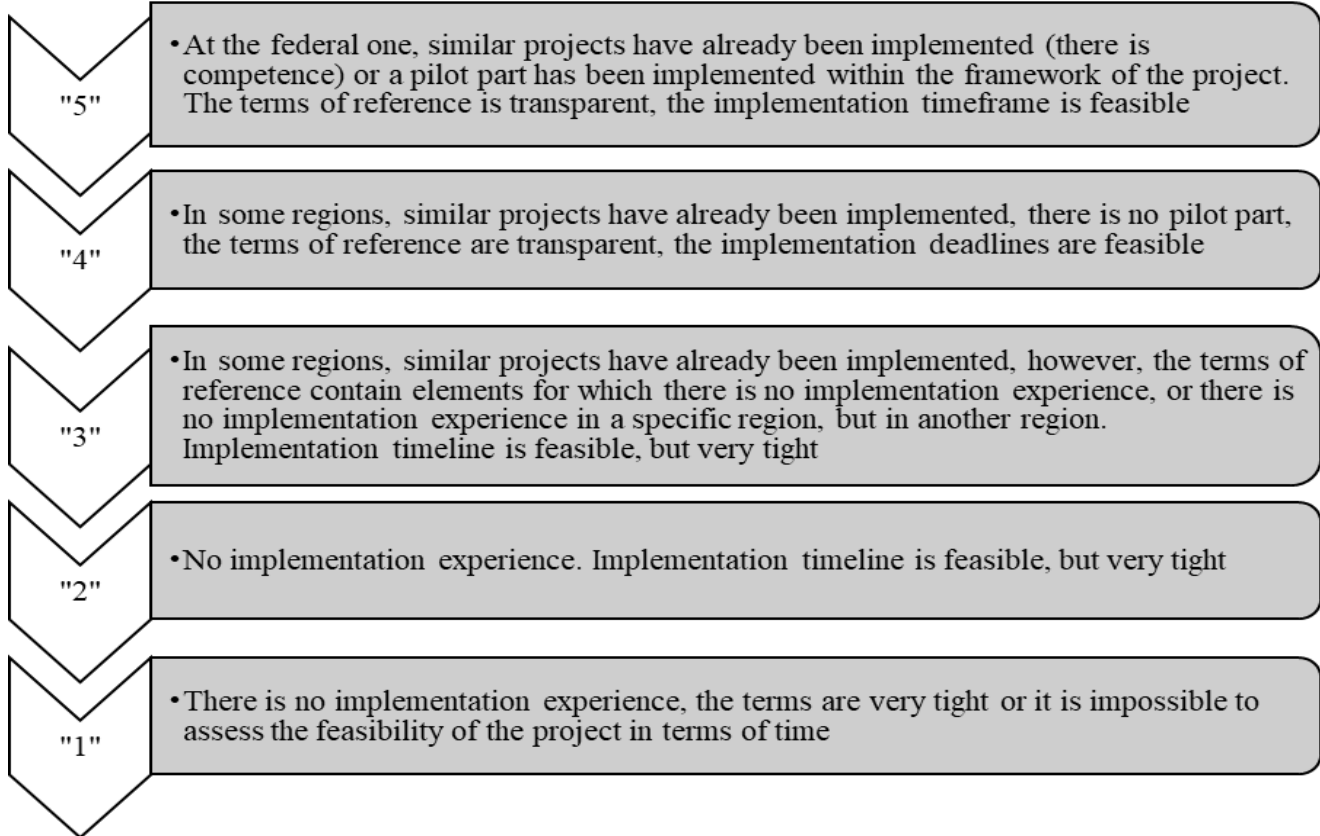 "5"
•At the federal one, similar projects have already been implemented (there is
competence) or a pilot part has been implemented within the framework of the project.
The terms of reference is transparent, the implementation timeframe is feasible
"4"
•In some regions, similar projects have already been implemented, there is no pilot part,
the terms of reference are transparent, the implementation deadlines are feasible
"3"
•In some regions, similar projects have already been implemented, however, the terms of
reference contain elements for which there is no implementation experience, or there is
no implementation experience in a specific region, but in another region.
Implementation timeline is feasible, but very tight
"2"
•No implementation experience. Implementation timeline is feasible, but very tight
"1"
•There is no implementation experience, the terms are very tight or it is impossible to
assess the feasibility of the project in terms of time